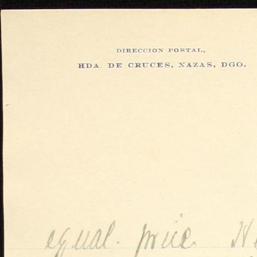 DIRECCION POSTAL,
HDA. DE CRUCES, NAZAS, DGO.
equal. price.